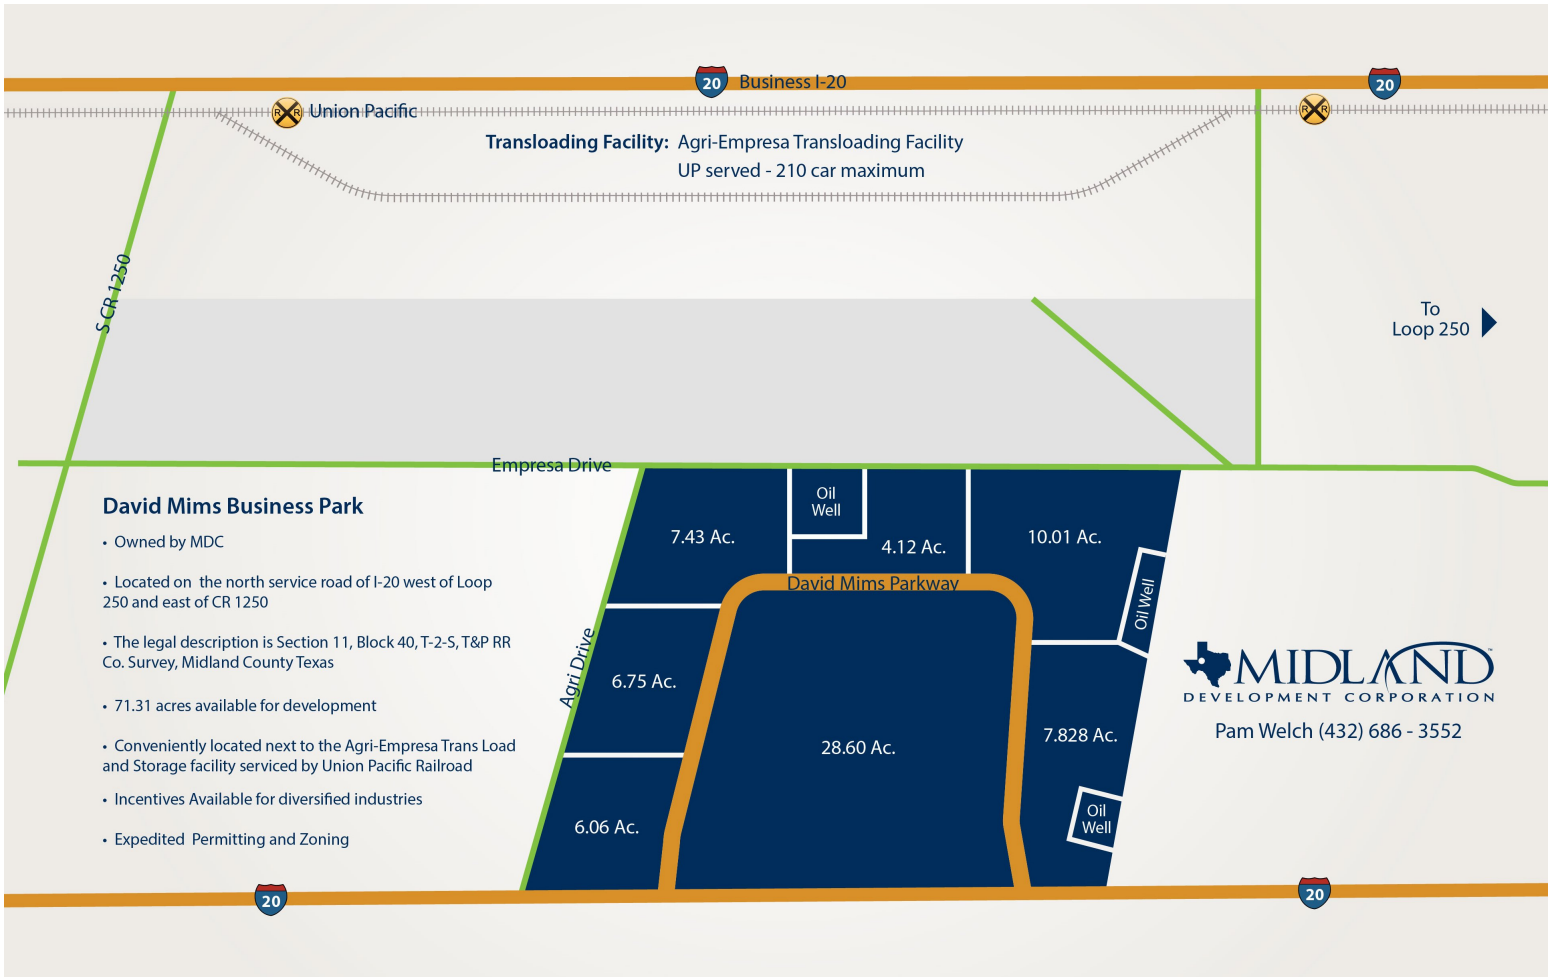 20 Business I-20 20
R R Union Pacific R R
Transloading Facility: Agri-Empresa Transloading Facility
UP served - 210 car maximum
S CR 1250
To
Loop 250
Empresa Drive
David Mims Business Park
• Owned by MDC
• Located on the north service road of I-20 west of Loop
250 and east of CR 1250
• The legal description is Section 11, Block 40, T-2-S, T&P RR
Co. Survey, Midland County Texas
• 71.31 acres available for development
• Conveniently located next to the Agri-Empresa Trans Load
and Storage facility serviced by Union Pacific Railroad
• Incentives Available for diversified industries
• Expedited Permitting and Zoning
Agri Drive
7.43 Ac.
Oil
Well
4.12 Ac.
10.01 Ac.
David Mims Parkway
Oil Well
6.75 Ac.
28.60 Ac.
7.828 Ac.
6.06 Ac.
Oil
Well
MIDLAND™
DEVELOPMENT CORPORATION
Pam Welch (432) 686 - 3552
20
20